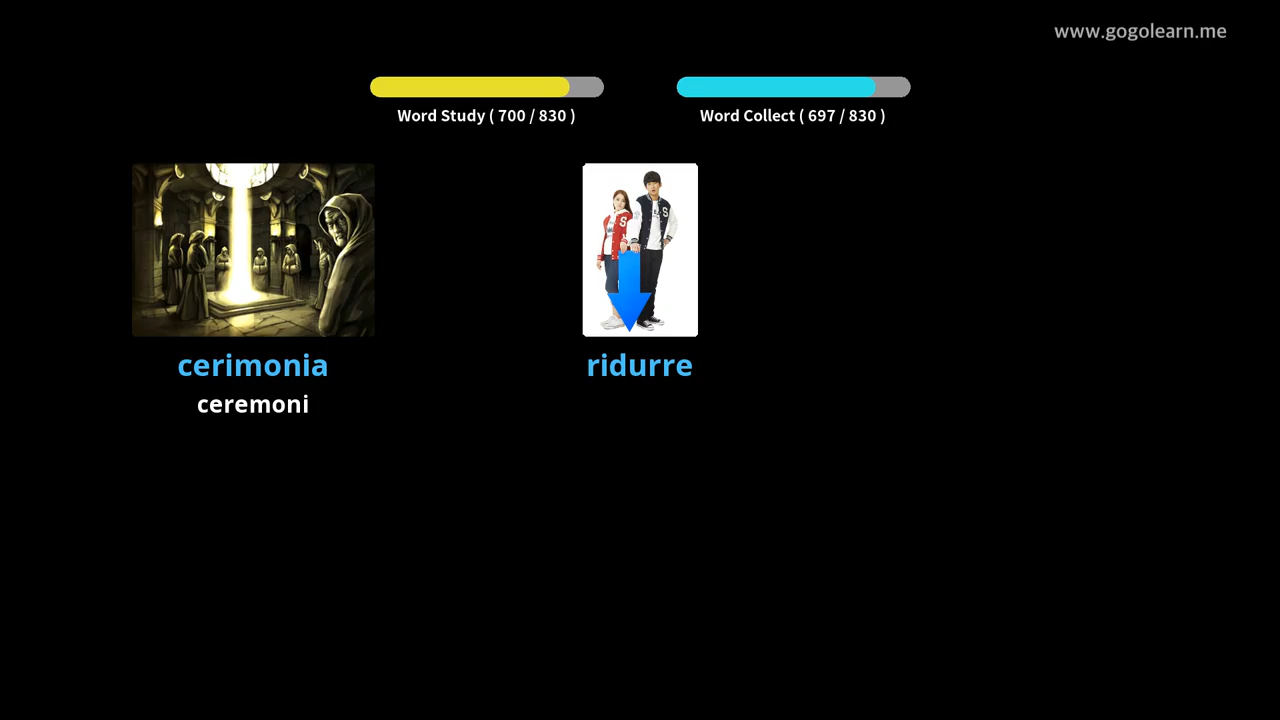 www.gogolearn.me
Word Study ( 700 / 830 )
Word Collect ( 697 / 830 )
S
S
cerimonia
ridurre
ceremoni